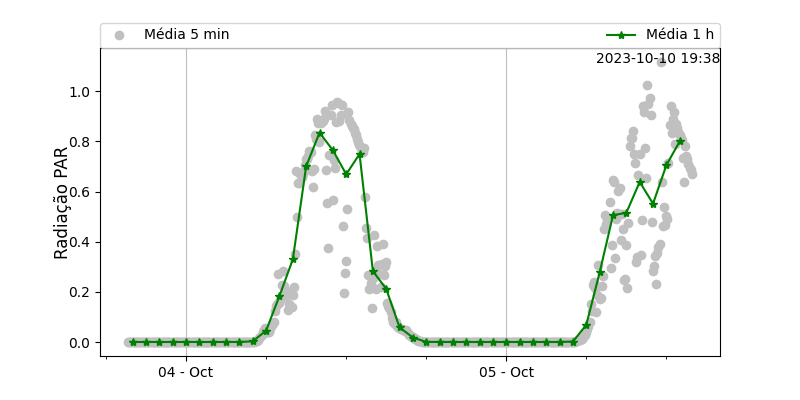 Média 5 min
Média 1 h
2023-10-10 19:38
Radiação PAR
1.0
0.8
0.6
0.4
0.2
0.0
04 - Oct
05 - Oct